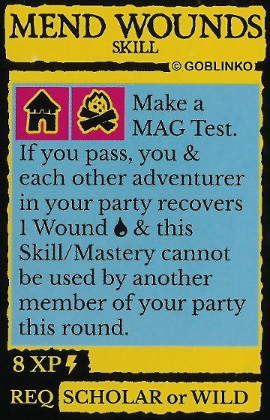 MEND WOUNDS
SKILL
© GOBLINKO
Make a
MAG Test.
If you pass, you &
each other adventurer
in your party recovers
1 Wound & this
Skill/Mastery cannot
be used by another
member of your party
this round.
8 XP
REQ SCHOLAR or WILD